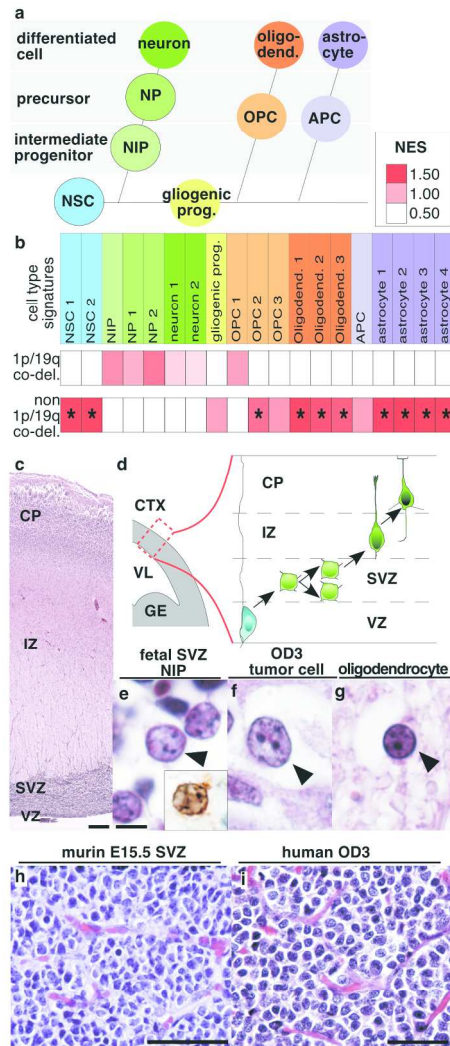 a
differentiated cell
neuron
oligo-
dend.
astro-
cyte
precursor
NP
OPC
APC
intermediate
progenitor
NIP
NSC
gliogenic
prog.
NES
1.50
1.00
0.50
b
cell type
signatures
NSC 1
NSC 2
NIP
NP 1
NP 2
neuron 1
neuron 2
gliogenic prog.
OPC 1
OPC 2
OPC 3
Oligodend. 1
Oligodend. 2
Oligodend. 3
APC
astrocyte 1
astrocyte 2
astrocyte 3
astrocyte 4
1p/19q
co-del.
non
1p/19q
co-del.
* * * * * * * * * *
c
CP
IZ
SVZ
VZ
d
CTX
VL
GE
CP
IZ
SVZ
VZ
fetal SVZ
NIP
e
OD3
tumor cell
f
oligodendrocyte
g
murin E15.5 SVZ
h
human OD3
i